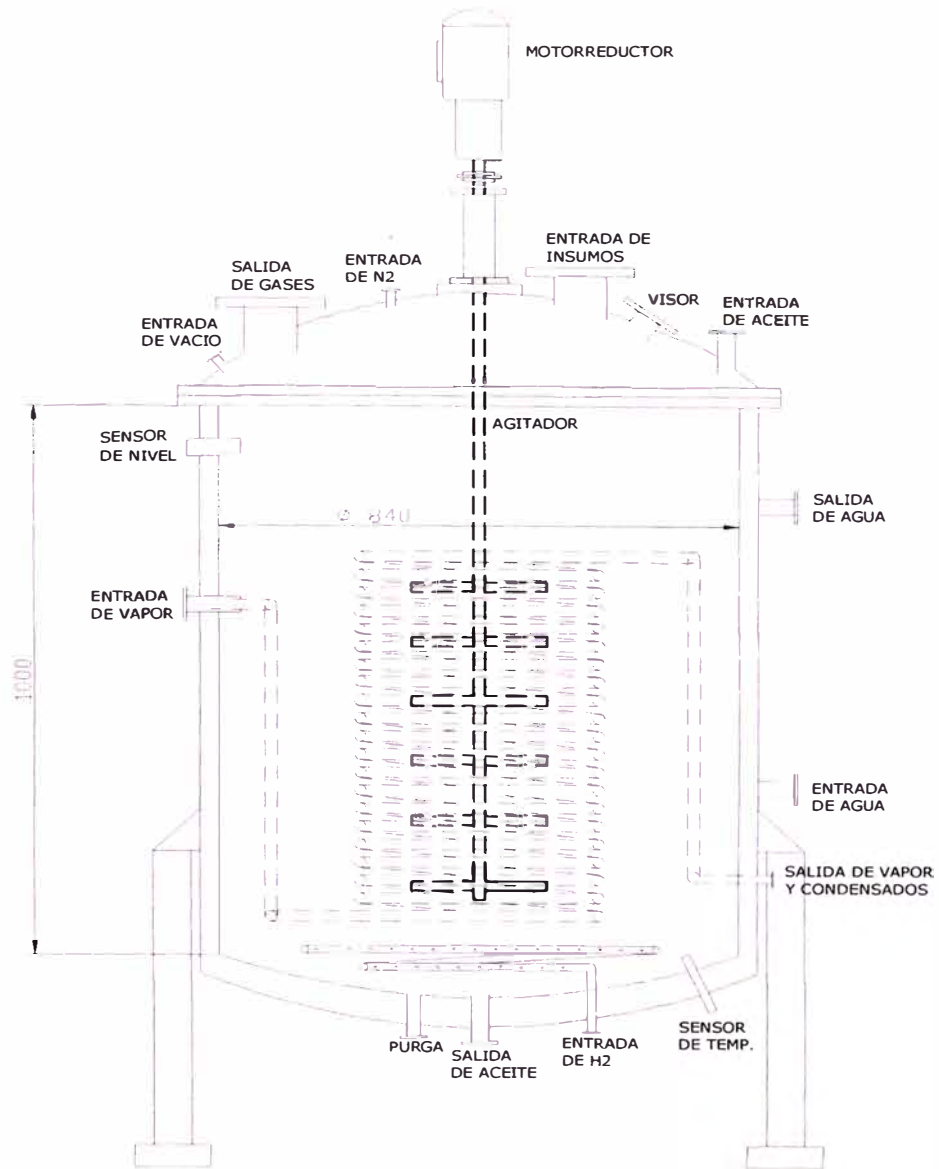 MOTORREDUCTOR
ENTRADA DE
INSUMOS
ENTRADA
DE N2
SALIDA
DE GASES
VISOR
ENTRADA
DE ACEITE
ENTRADA
DE VACIO
AGITADOR
SENSOR
DE NIVEL
SALIDA
DE AGUA
Ø 840
ENTRADA
DE VAPOR
1000
ENTRADA
DE AGUA
SALIDA DE VAPOR
Y CONDENSADOS
PURGA
SALIDA
DE ACEITE
ENTRADA
DE H2
SENSOR
DE TEMP.